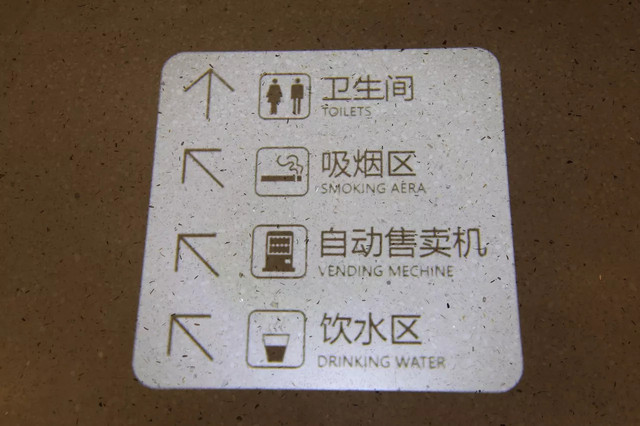 卫生间
TOILETS
吸烟区
SMOKING AERA
自动售卖机
VENDING MECHINE
饮水区
DRINKING WATER